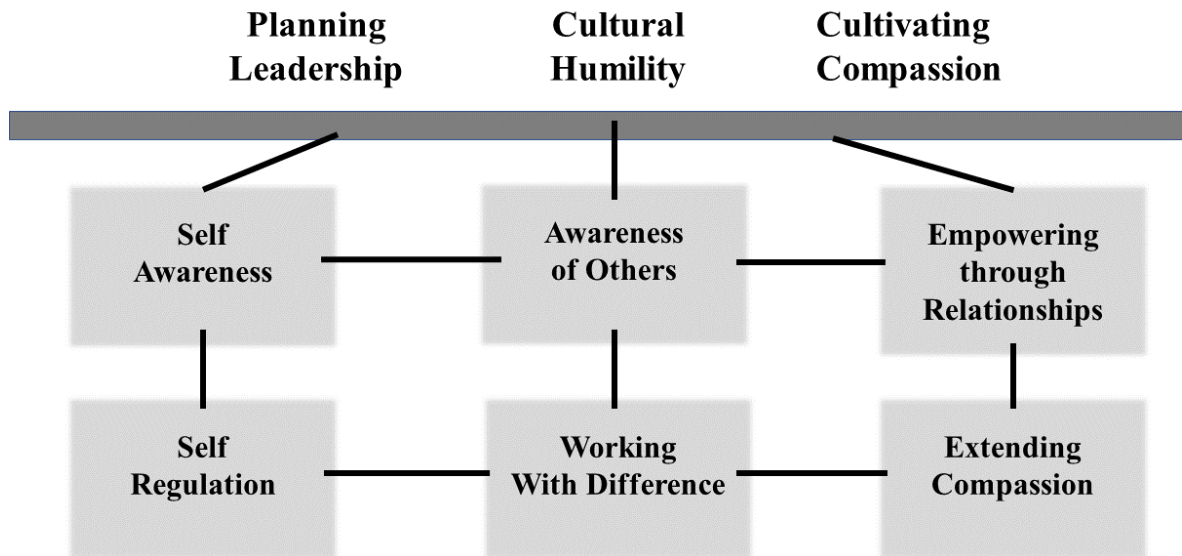 Planning
Leadership
Cultural
Humility
Cultivating
Compassion
Self
Awareness
Awareness
of Others
Empowering
through
Relationships
Self
Regulation
Working
With Difference
Extending
Compassion